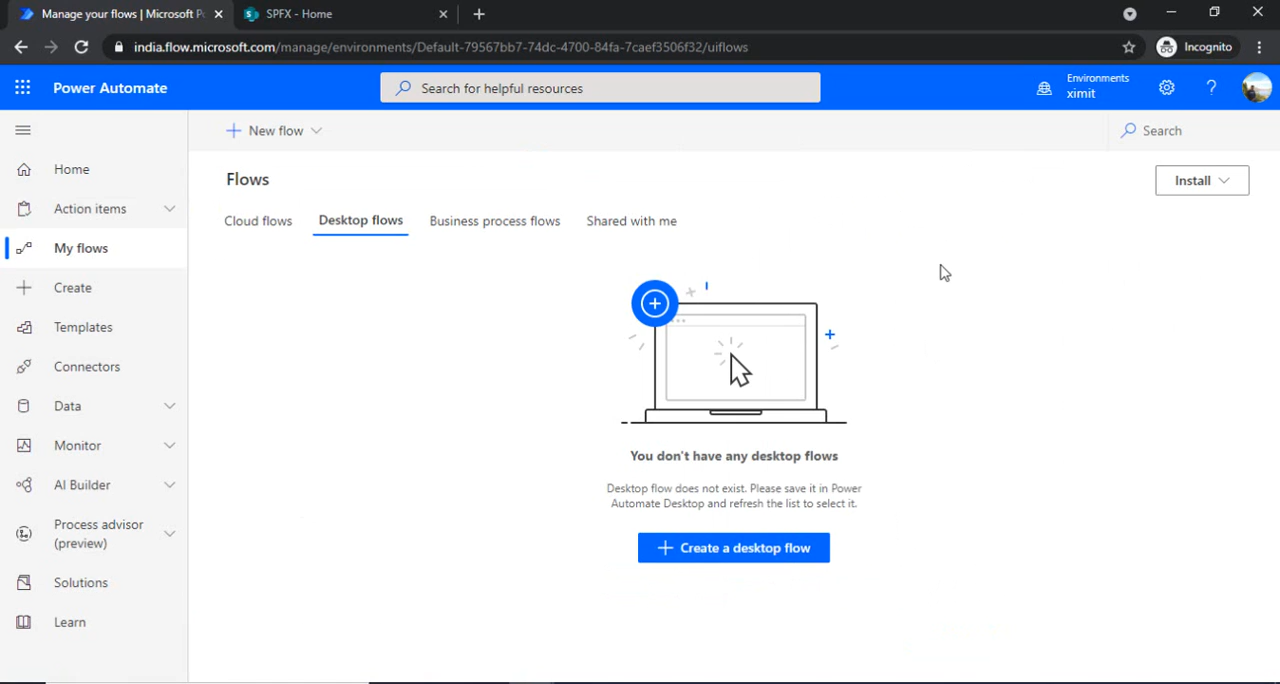 Manage your flows | Microsoft P
SPFX - Home
india.flow.microsoft.com/manage/environments/Default-79567bb7-74dc-4700-84fa-7caef3506f32/uiflows
Incognito
Power Automate
Search for helpful resources
Environments
ximit
New flow
Search
Home
Action items
My flows
Create
Templates
Connectors
Data
Monitor
AI Builder
Process advisor
(preview)
Solutions
Learn
Flows
Install
Cloud flows
Desktop flows
Business process flows
Shared with me
You don't have any desktop flows
Desktop flow does not exist. Please save it in Power
Automate Desktop and refresh the list to select it.
Create a desktop flow